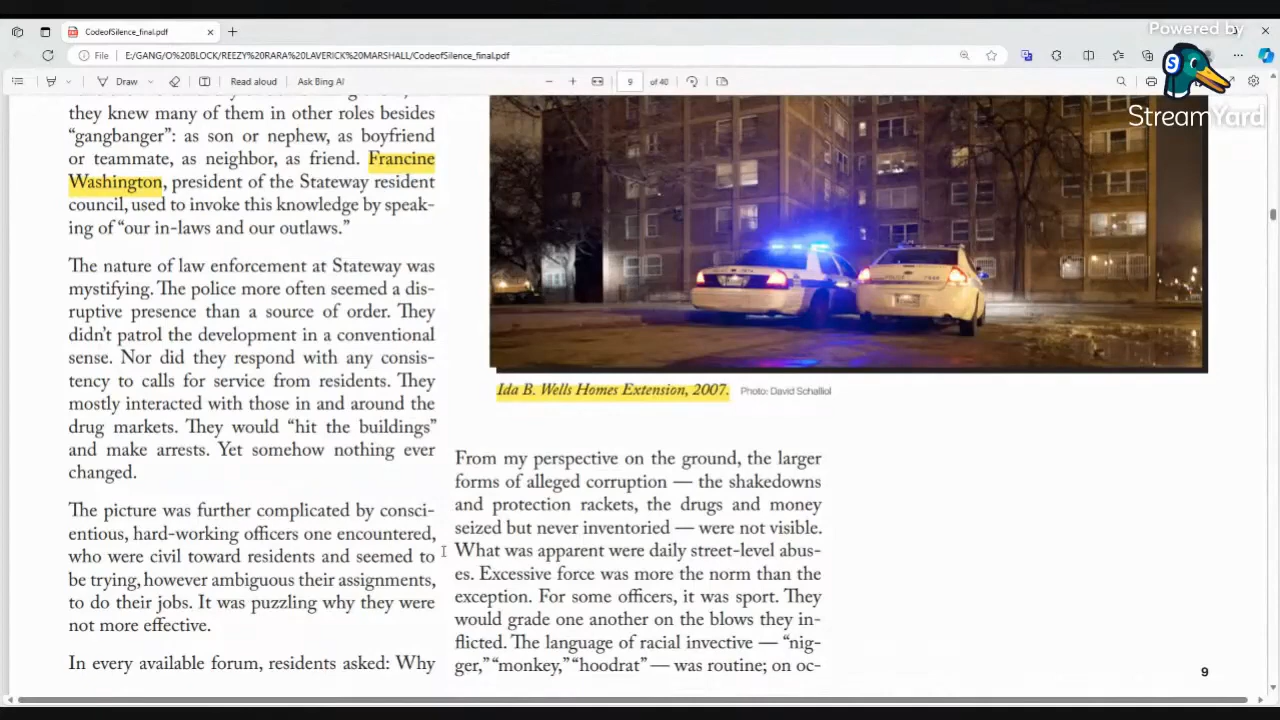 CodeofSilence_final.pdf
Powered by
File
E:/GANG/O%20BLOCK/REEZY%20RARA%20LAVERICK%20MARSHALL/CodeofSilence_final.pdf
Draw
Read aloud
Ask Bing AI
9
of 40
StreamYard
they knew many of them in other roles besides
“gangbanger”: as son or nephew, as boyfriend
or teammate, as neighbor, as friend. Francine
Washington, president of the Stateway resident
council, used to invoke this knowledge by speak-
ing of “our in-laws and our outlaws.”
The nature of law enforcement at Stateway was
mystifying. The police more often seemed a dis-
ruptive presence than a source of order. They
didn’t patrol the development in a conventional
sense. Nor did they respond with any consis-
tency to calls for service from residents. They
mostly interacted with those in and around the
drug markets. They would “hit the buildings”
and make arrests. Yet somehow nothing ever
changed.
The picture was further complicated by consci-
entious, hard-working officers one encountered,
who were civil toward residents and seemed to
be trying, however ambiguous their assignments,
to do their jobs. It was puzzling why they were
not more effective.
In every available forum, residents asked: Why
Ida B. Wells Homes Extension, 2007.
Photo: David Schalliol
From my perspective on the ground, the larger
forms of alleged corruption — the shakedowns
and protection rackets, the drugs and money
seized but never inventoried — were not visible.
What was apparent were daily street-level abus-
es. Excessive force was more the norm than the
exception. For some officers, it was sport. They
would grade one another on the blows they in-
flicted. The language of racial invective — “nig-
ger,” “monkey,” “hoodrat” — was routine; on oc-
9